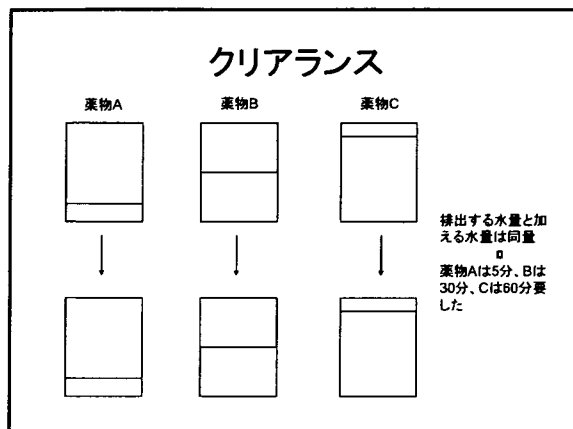 クリアランス
薬物A
薬物B
薬物C
排出する水量と加
える水量は同量
¤
薬物Aは5分、Bは
30分、Cは60分要
した